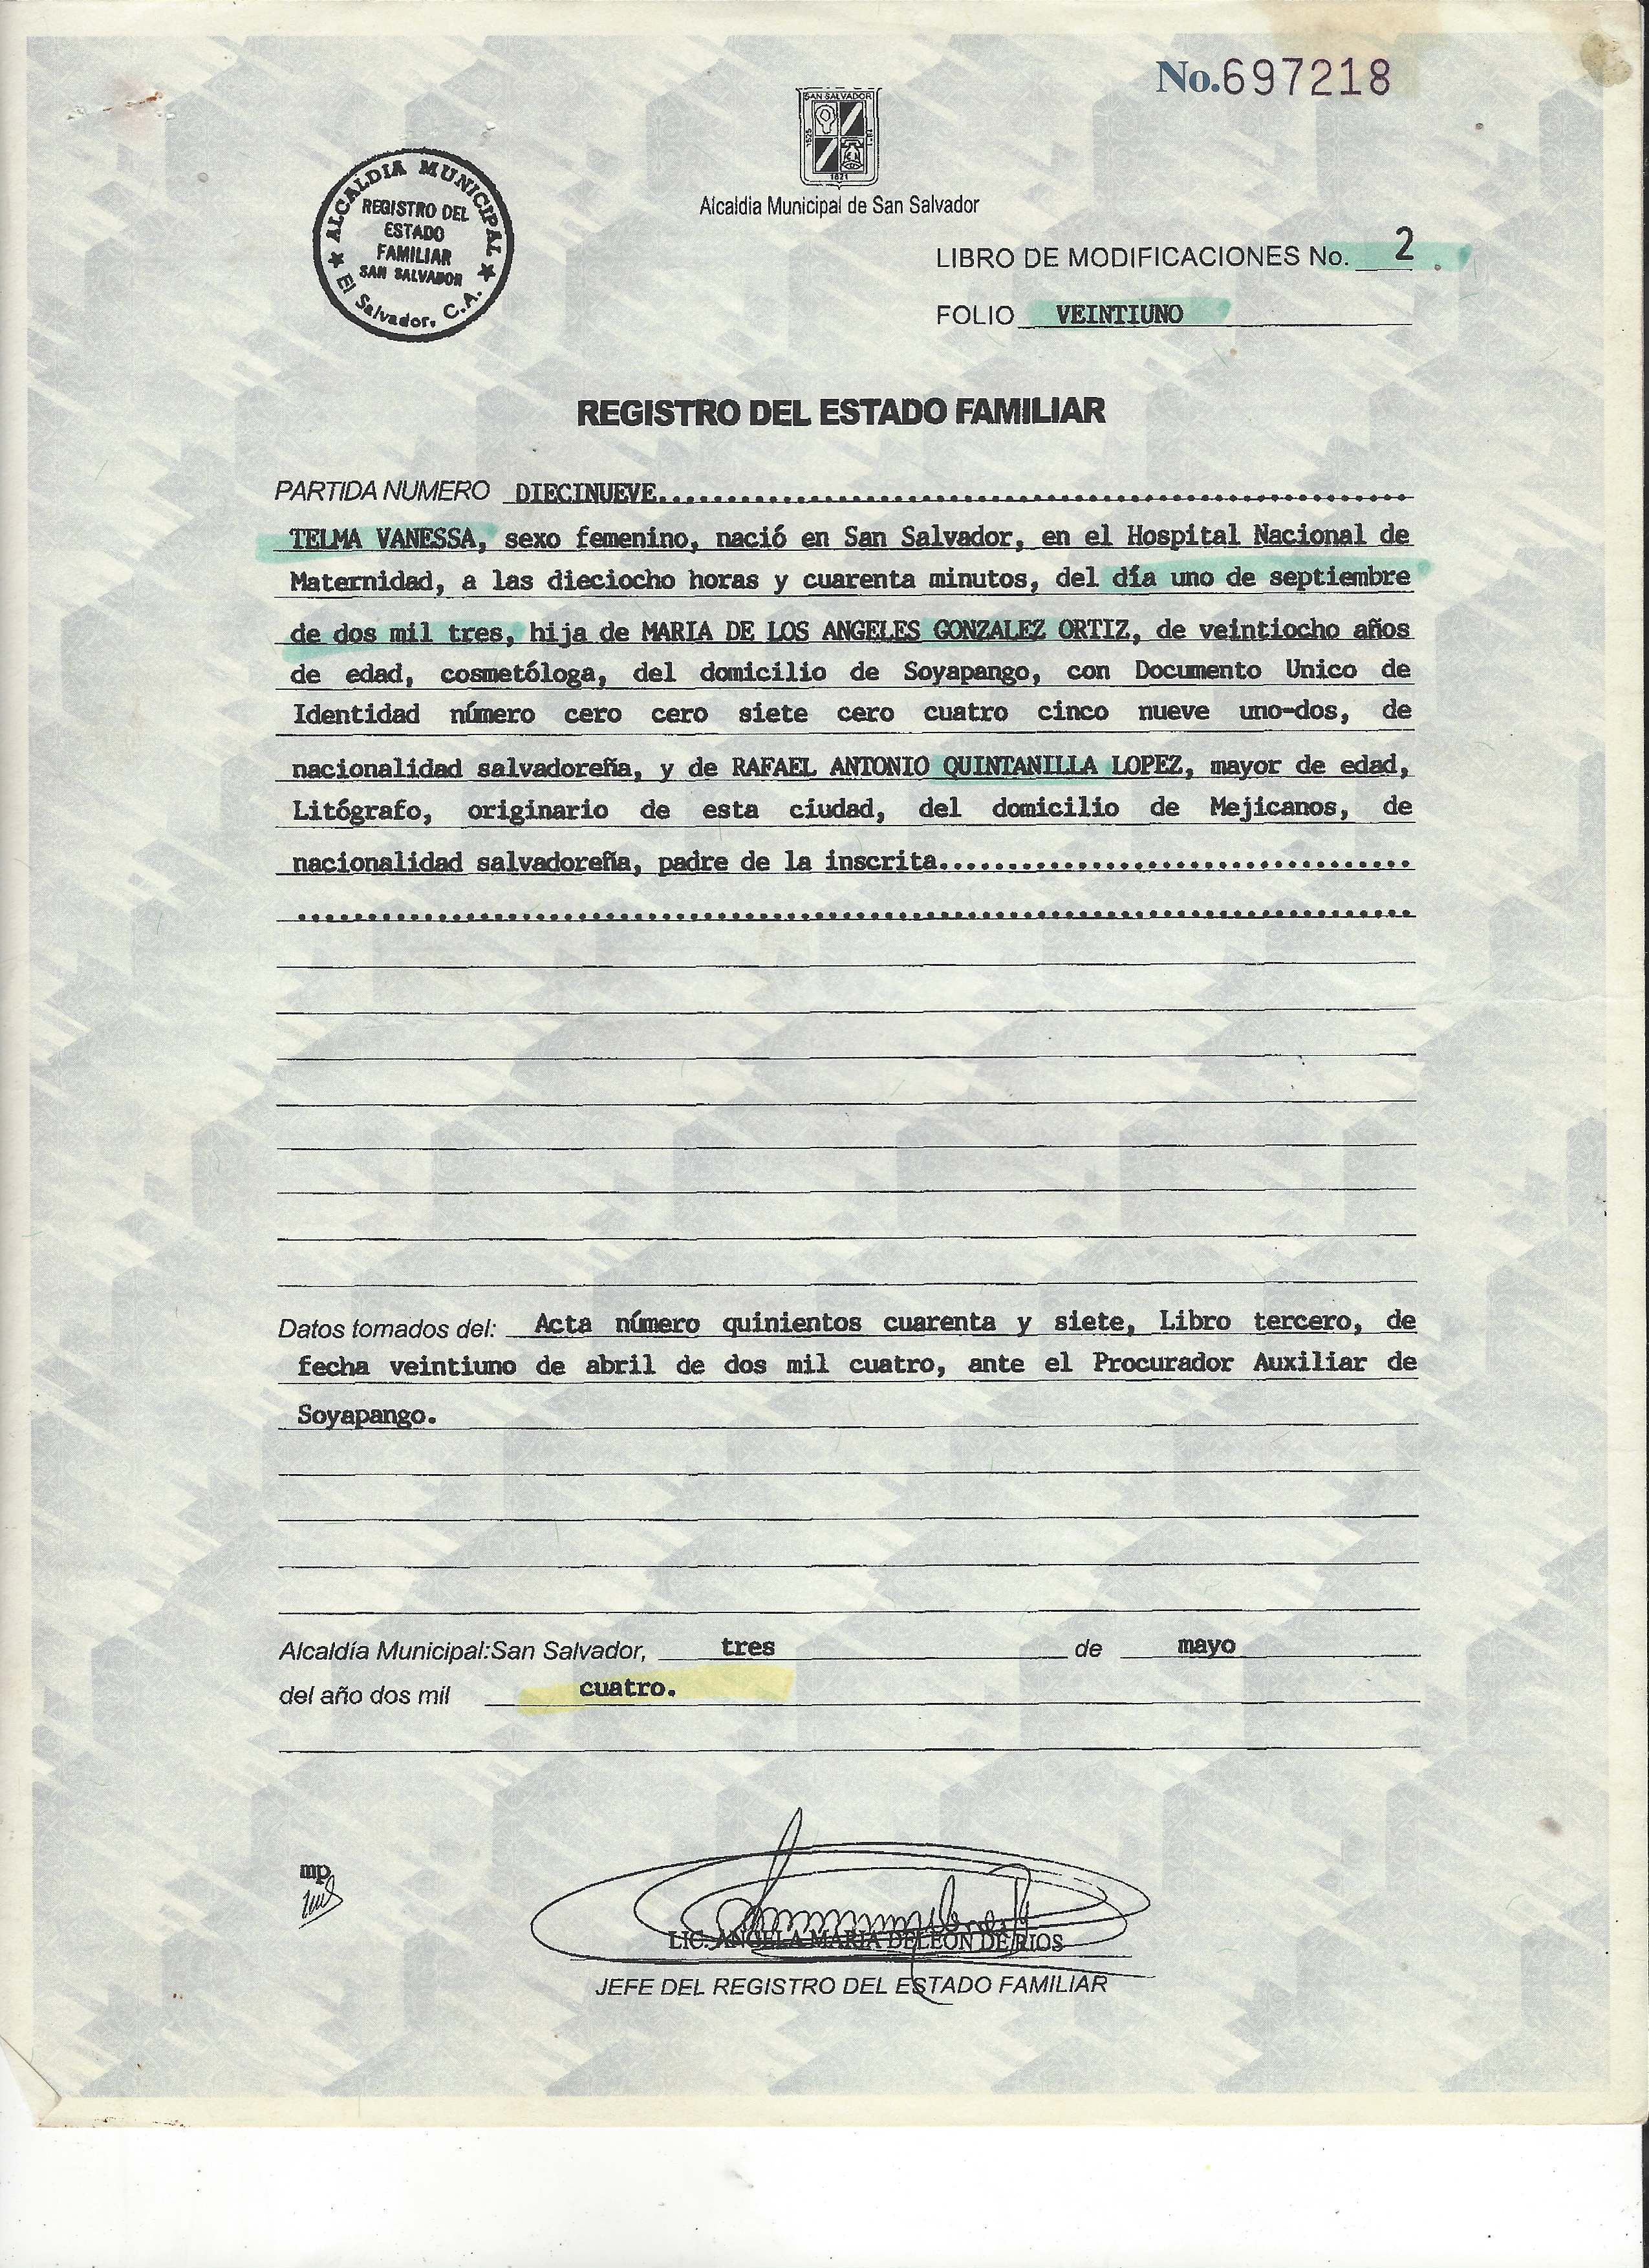 No.697218
SAN SALVADOR
1525
1821
Alcaldia Municipal de San Salvador
ALCALDIA MUNICIPAL
REGISTRO DEL
ESTADO
FAMILIAR
SAN SALVADOR
El Salvador, C.A.
LIBRO DE MODIFICACIONES No. 2
FOLIO VEINTIUNO
REGISTRO DEL ESTADO FAMILIAR
PARTIDA NUMERO DIECINUEVE
TELMA VANESSA, sexo femenino, nació en San Salvador, en el Hospital Nacional de
Maternidad, a las dieciocho horas y cuarenta minutos, del día uno de septiembre
de dos mil tres, hija de MARIA DE LOS ANGELES GONZALEZ ORTIZ, de veintiocho años
de edad, cosmetóloga, del domicilio de Soyapango, con Documento Unico de
Identidad número cero cero siete cero cuatro cinco nueve uno-dos, de
nacionalidad salvadoreña, y de RAFAEL ANTONIO QUINTANILLA LOPEZ, mayor de edad,
Litógrafo, originario de esta ciudad, del domicilio de Mejicanos, de
nacionalidad salvadoreña, padre de la inscrita
Datos tomados del: Acta número quinientos cuarenta y siete, Libro tercero, de
fecha veintiuno de abril de dos mil cuatro, ante el Procurador Auxiliar de
Soyapango.
Alcaldía Municipal:San Salvador, tres de mayo
del año dos mil cuatro.
mp
LIC. ANGELA MARIA DELEON DE RIOS
JEFE DEL REGISTRO DEL ESTADO FAMILIAR